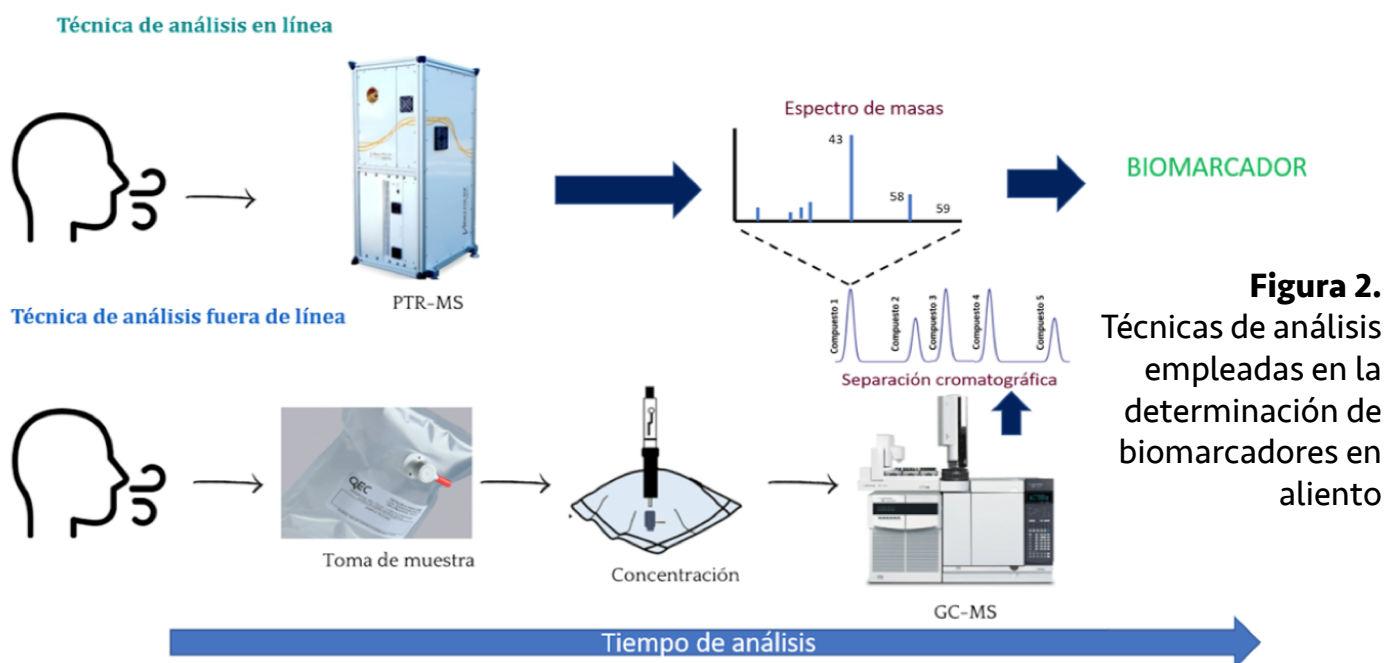 Técnica de análisis en línea
PTR-MS
Espectro de masas
43
58
59
BIOMARCADOR
Técnica de análisis fuera de línea
Compuesto 1
Compuesto 2
Compuesto 3
Compuesto 4
Compuesto 5
Separación cromatográfica
QEC
Toma de muestra
Concentración
GC-MS
Tiempo de análisis
Figura 2.
Técnicas de análisis
empleadas en la
determinación de
biomarcadores en
aliento